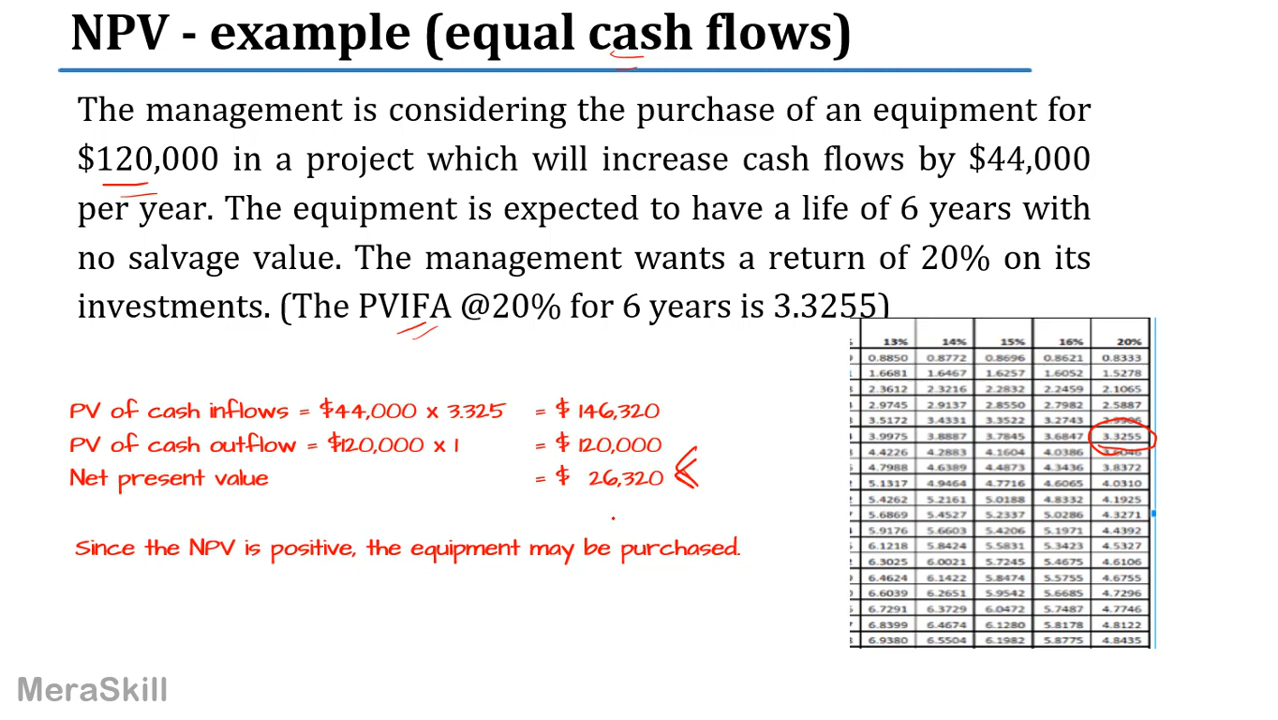 NPV - example (equal cash flows)
The management is considering the purchase of an equipment for
$120,000 in a project which will increase cash flows by $44,000
per year. The equipment is expected to have a life of 6 years with
no salvage value. The management wants a return of 20% on its
investments. (The PVIFA @20% for 6 years is 3.3255)
13% 14% 15% 16% 20%
0.8850 0.8772 0.8696 0.8621 0.8333
1.6681 1.6467 1.6257 1.6052 1.5278
2.3612 2.3216 2.2832 2.2459 2.1065
2.9745 2.9137 2.8550 2.7982 2.5887
3.5172 3.4331 3.3522 3.2743 2.9906
3.9975 3.8887 3.7845 3.6847 3.3255
4.4226 4.2883 4.1604 4.0386 3.6046
4.7988 4.6389 4.4873 4.3436 3.8372
5.1317 4.9464 4.7716 4.6065 4.0310
5.4262 5.2161 5.0188 4.8332 4.1925
5.6869 5.4527 5.2337 5.0286 4.3271
5.9176 5.6603 5.4206 5.1971 4.4392
6.1218 5.8424 5.5831 5.3423 4.5327
6.3025 6.0021 5.7245 5.4675 4.6106
6.4624 6.1422 5.8474 5.5755 4.6755
6.6039 6.2651 5.9542 5.6685 4.7296
6.7291 6.3729 6.0472 5.7487 4.7746
6.8399 6.4674 6.1280 5.8178 4.8122
6.9380 6.5504 6.1982 5.8775 4.8435
PV of cash inflows = $44,000 x 3.325 = $ 146,320
PV of cash outflow = $120,000 x 1 = $ 120,000
Net present value = $ 26,320
Since the NPV is positive, the equipment may be purchased.
MeraSkill